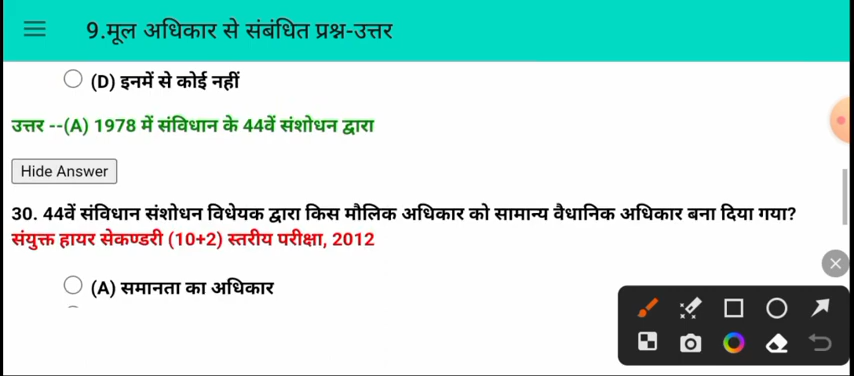 9.मूल अधिकार से संबंधित प्रश्न-उत्तर
(D) इनमें से कोई नहीं
उत्तर --(A) 1978 में संविधान के 44वें संशोधन द्वारा
Hide Answer
30. 44वें संविधान संशोधन विधेयक द्वारा किस मौलिक अधिकार को सामान्य वैधानिक अधिकार बना दिया गया?
संयुक्त हायर सेकण्डरी (10+2) स्तरीय परीक्षा, 2012
(A) समानता का अधिकार